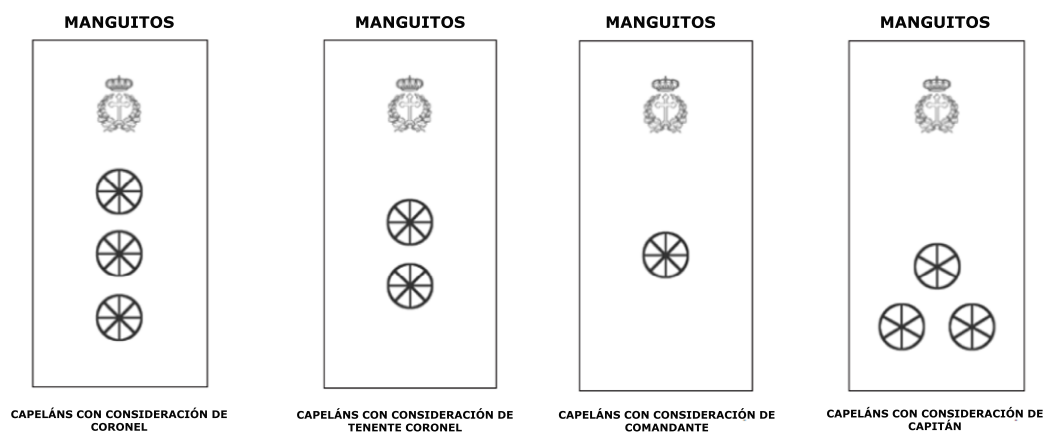 MANGUITOS
MANGUITOS
MANGUITOS
MANGUITOS
CAPELÁNS CON CONSIDERACIÓN DE
CORONEL
CAPELÁNS CON CONSIDERACIÓN DE
TENENTE CORONEL
CAPELÁNS CON CONSIDERACIÓN DE
COMANDANTE
CAPELÁNS CON CONSIDERACIÓN DE
CAPITÁN